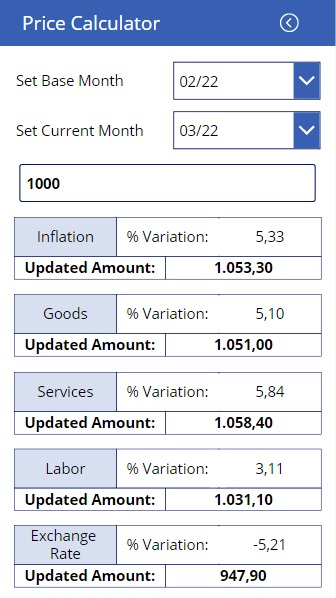 Price Calculator
Set Base Month 02/22
Set Current Month 03/22
1000
Inflation % Variation: 5,33
Updated Amount: 1.053,30
Goods % Variation: 5,10
Updated Amount: 1.051,00
Services % Variation: 5,84
Updated Amount: 1.058,40
Labor % Variation: 3,11
Updated Amount: 1.031,10
Exchange
Rate % Variation: -5,21
Updated Amount: 947,90